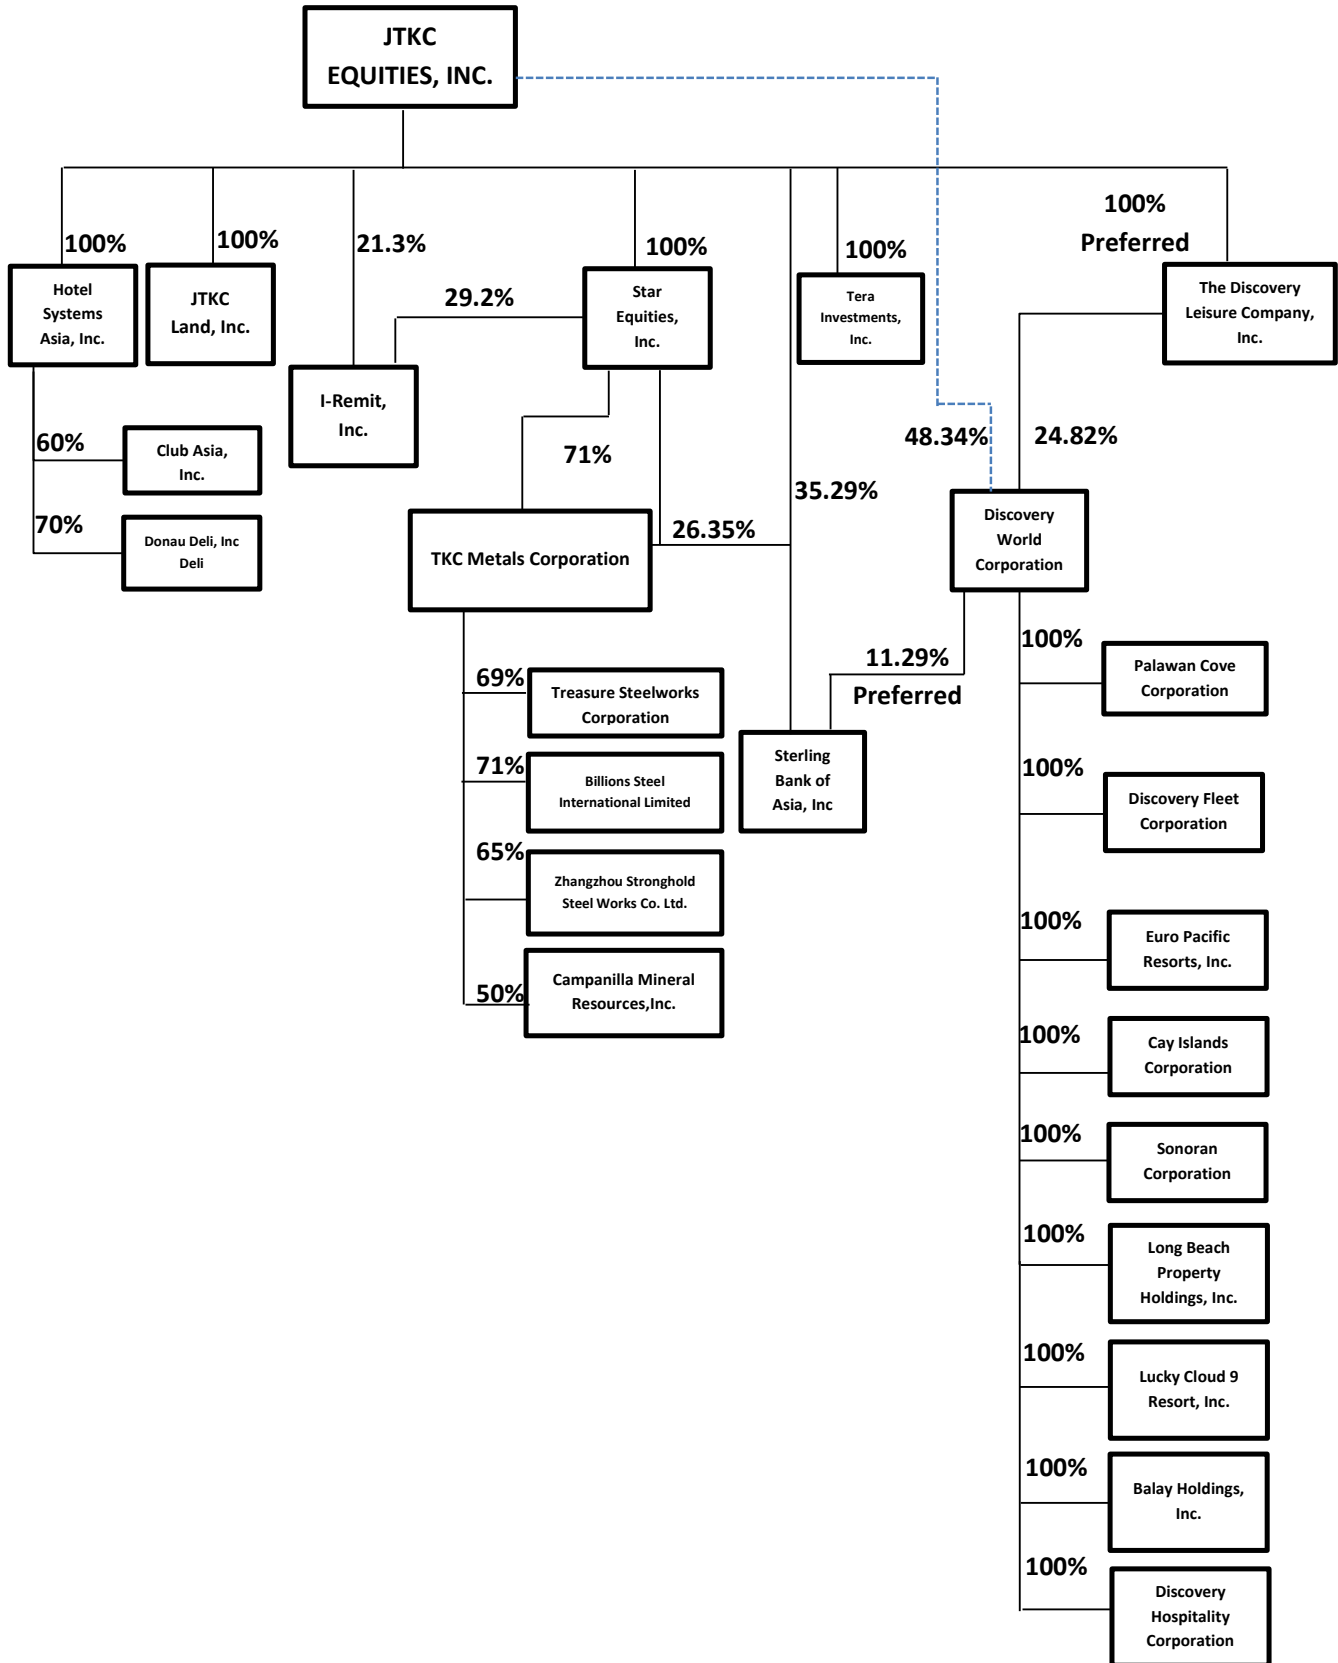 JTKC
EQUITIES, INC.
100%
Preferred
100%
100%
21.3%
100%
100%
Hotel
Systems
Asia, Inc.
JTKC
Land, Inc.
29.2%
Star
Equities,
Inc.
Tera
Investments,
Inc.
The Discovery
Leisure Company,
Inc.
I-Remit,
Inc.
60%
Club Asia,
Inc.
71%
48.34%
24.82%
35.29%
70%
Donau Deli, Inc
Deli
TKC Metals Corporation
26.35%
Discovery
World
Corporation
69%
Treasure Steelworks
Corporation
11.29%
Preferred
100%
Palawan Cove
Corporation
71%
Billions Steel
International Limited
Sterling
Bank of
Asia, Inc
100%
Discovery Fleet
Corporation
65%
Zhangzhou Stronghold
Steel Works Co. Ltd.
100%
Euro Pacific
Resorts, Inc.
50%
Campanilla Mineral
Resources,Inc.
100%
Cay Islands
Corporation
100%
Sonoran
Corporation
100%
Long Beach
Property
Holdings, Inc.
100%
Lucky Cloud 9
Resort, Inc.
100%
Balay Holdings,
Inc.
100%
Discovery
Hospitality
Corporation